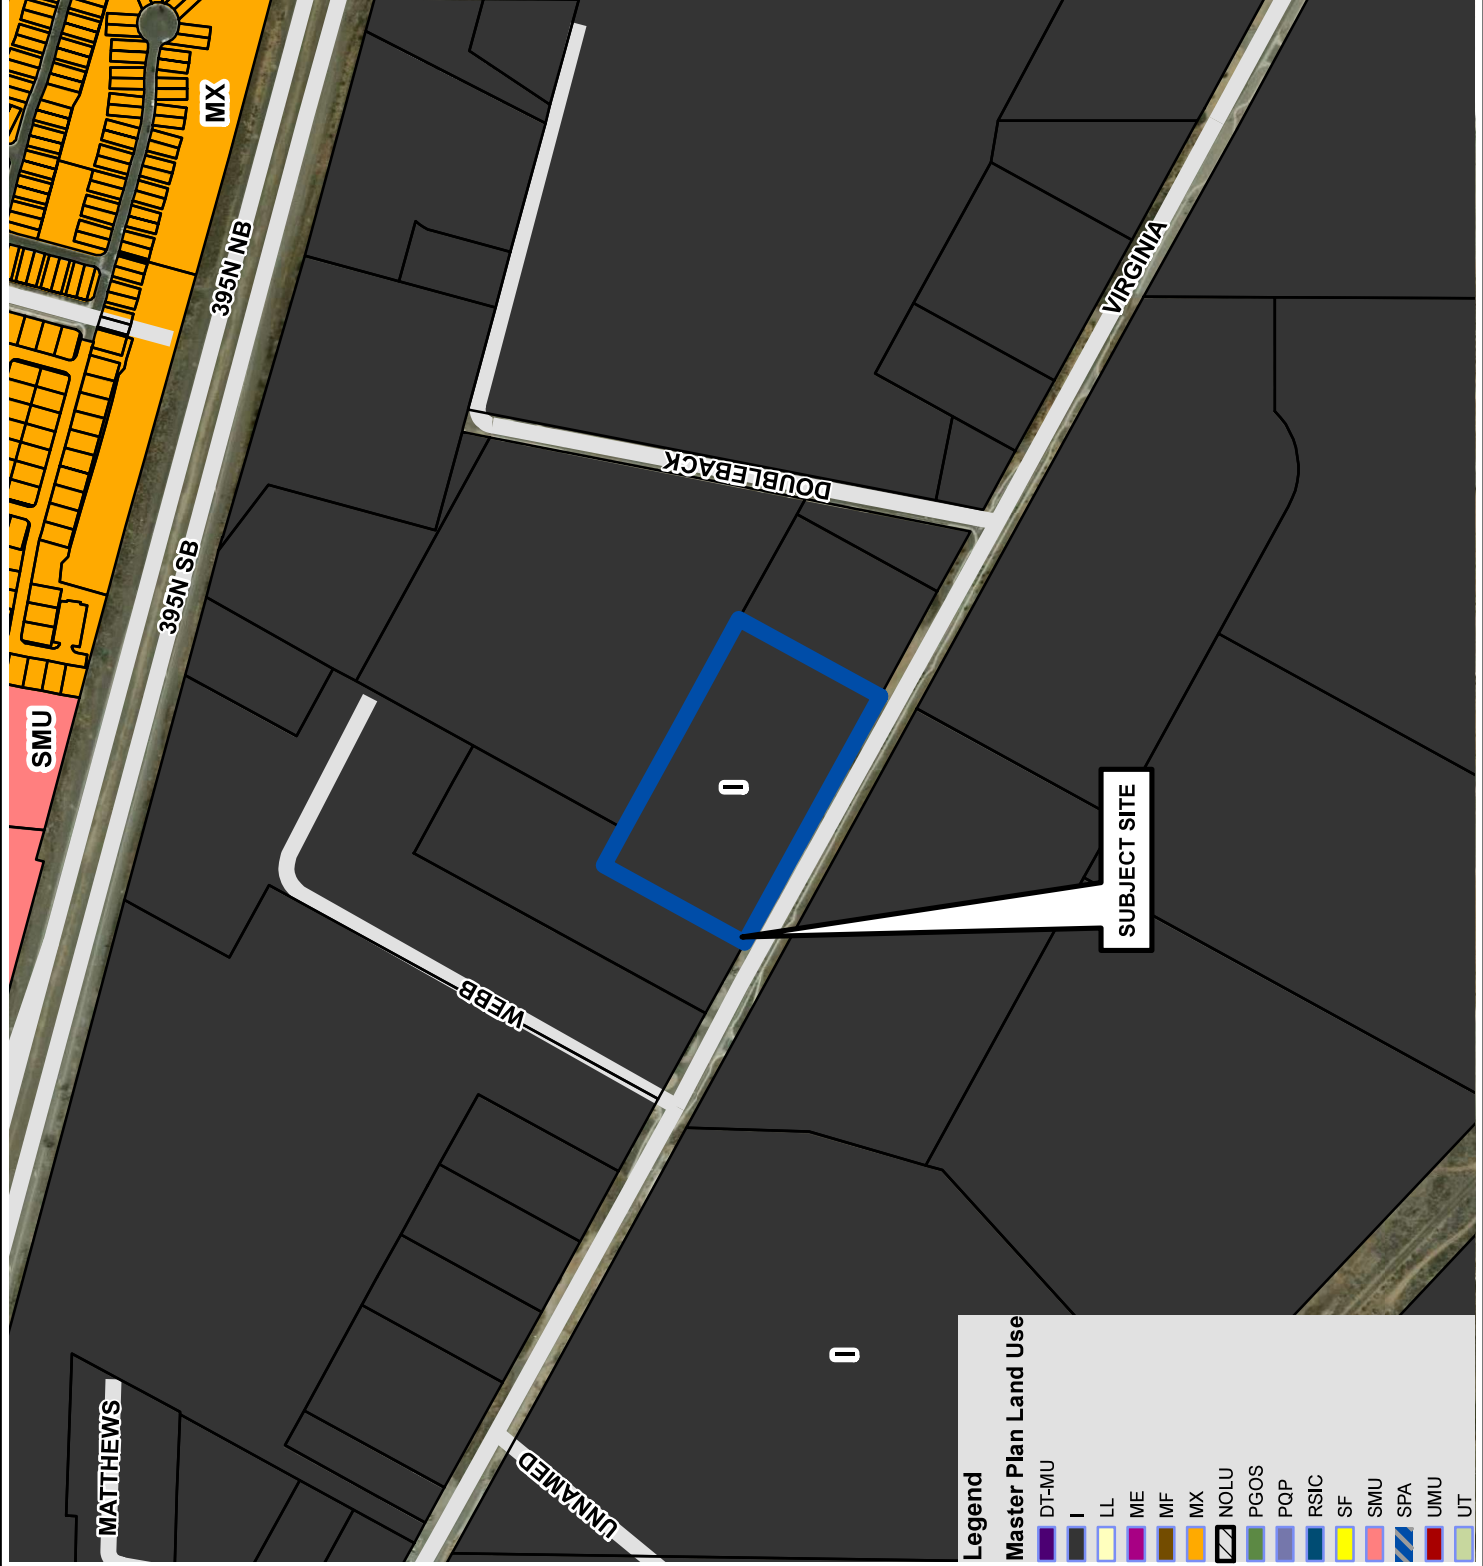 MATTHEWS
SMU
395N SB
395N NB
MX
WEBB
DOUBLEBACK
I
VIRGINIA
UNNAMED
I
SUBJECT SITE
Legend
Master Plan Land Use
DT-MU
I
LL
ME
MF
MX
NOLU
PGOS
PQP
RSIC
SF
SMU
SPA
UMU
UT